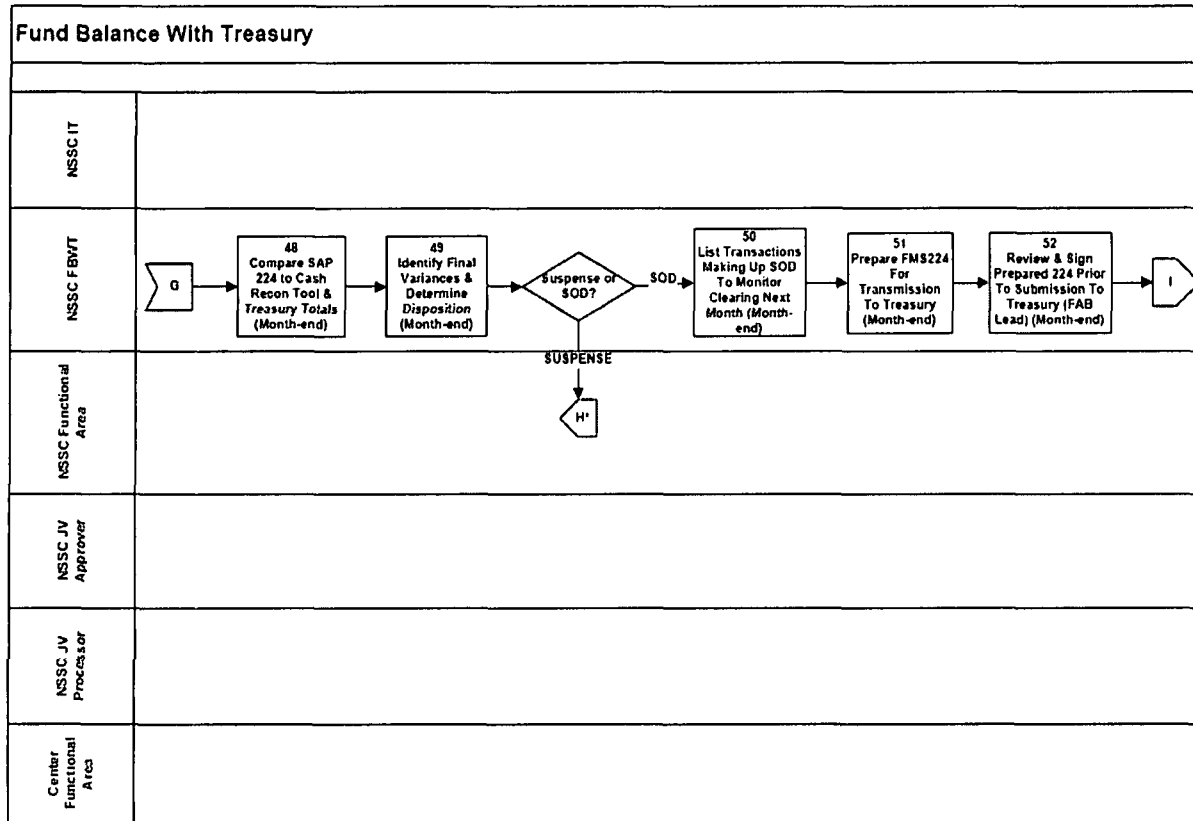 Fund Balance With Treasury
NSSC IT
NSSC FBWT
G
48
Compare SAP
224 to Cash
Recon Tool &
Treasury Totals
(Month-end)
49
Identify Final
Variances &
Determine
Disposition
(Month-end)
Suspense or
SOD?
SOD
50
List Transactions
Making Up SOD
To Monitor
Clearing Next
Month (Month-
end)
51
Prepare FMS224
For
Transmission
To Treasury
(Month-end)
52
Review & Sign
Prepared 224 Prior
To Submission To
Treasury (FAB
Lead) (Month-end)
I
SUSPENSE
NSSC Functional
Area
H'
NSSC JV
Approver
NSSC JV
Processor
Center
Functional
Area